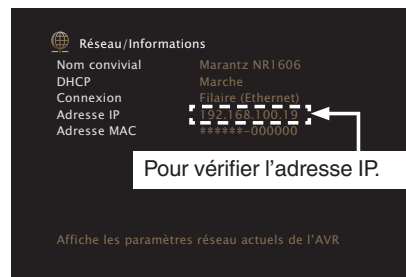 Réseau/Informations
Nom convivial Marantz NR1606
DHCP Marche
Connexion Filaire (Ethernet)
Adresse IP 192.168.100.19
Adresse MAC ******-000000
Pour vérifier l'adresse IP.
Affiche les paramètres réseau actuels de l'AVR